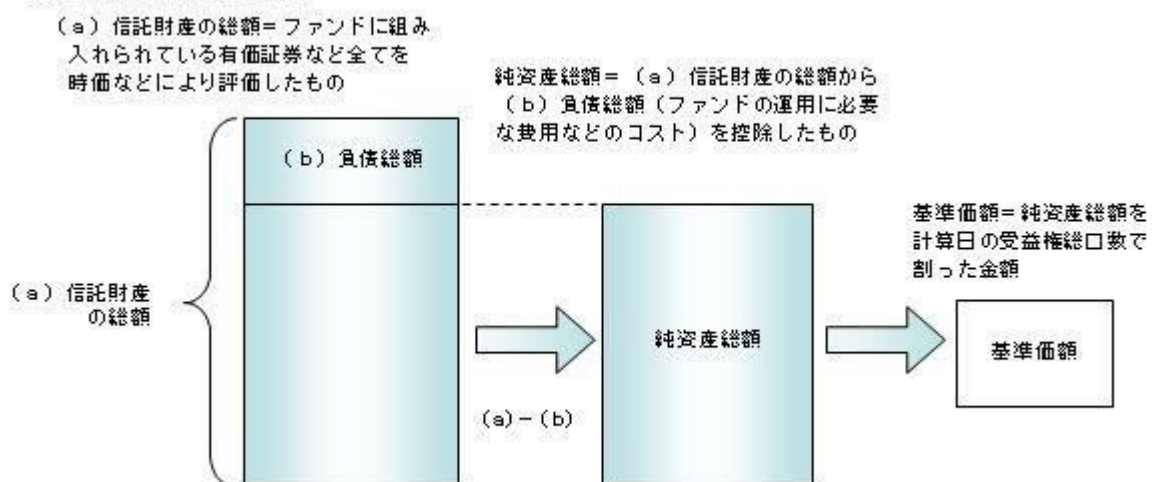 (a)信託財産の総額=ファンドに組み
入れられている有価証券など全てを
時価などにより評価したもの
純資産総額=(a)信託財産の総額から
(b)負債総額(ファンドの運用に必要
な費用などのコスト)を控除したもの
(b)負債総額
基準価額=純資産総額を
計算日の受益権総口数で
割った金額
(a)信託財産
の総額
純資産総額
基準価額
(a)-(b)